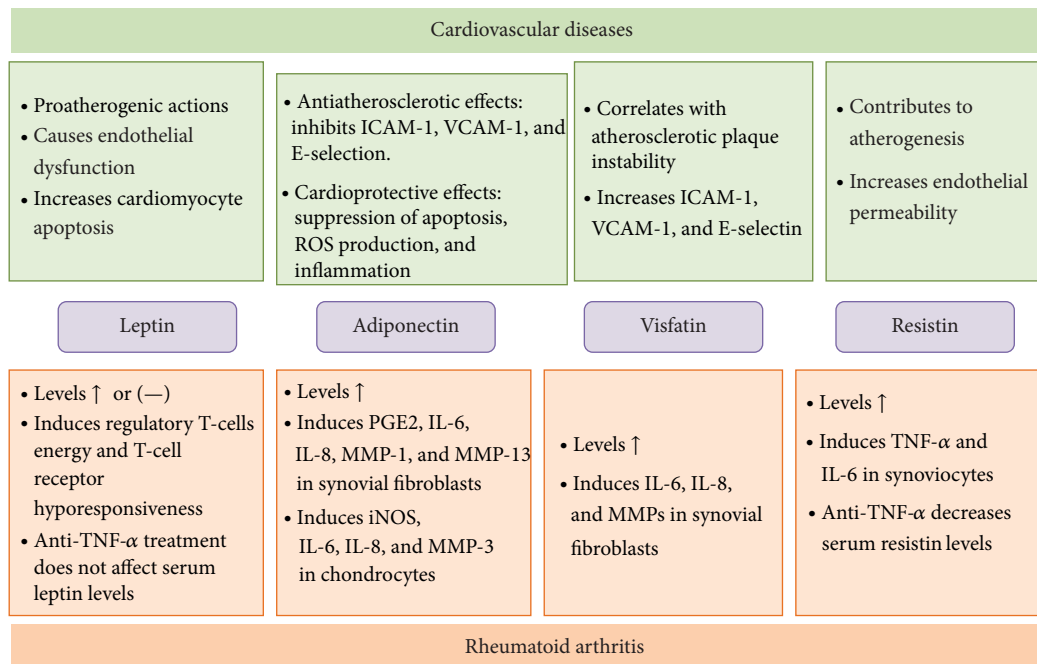 Cardiovascular diseases
• Proatherogenic actions
• Causes endothelial
dysfunction
• Increases cardiomyocyte
apoptosis
• Antiatherosclerotic effects:
inhibits ICAM-1, VCAM-1, and
E-selection.
• Cardioprotective effects:
suppression of apoptosis,
ROS production, and
inflammation
• Correlates with
atherosclerotic plaque
instability
• Increases ICAM-1,
VCAM-1, and E-selectin
• Contributes to
atherogenesis
• Increases endothelial
permeability
Leptin
Adiponectin
Visfatin
Resistin
• Levels ↑ or (—)
• Induces regulatory T-cells
energy and T-cell
receptor
hyporesponsiveness
• Anti-TNF-α treatment
does not affect serum
leptin levels
• Levels ↑
• Induces PGE2, IL-6,
IL-8, MMP-1, and MMP-13
in synovial fibroblasts
• Induces iNOS,
IL-6, IL-8, and MMP-3
in chondrocytes
• Levels ↑
• Induces IL-6, IL-8,
and MMPs in synovial
fibroblasts
• Levels ↑
• Induces TNF-α and
IL-6 in synoviocytes
• Anti-TNF-α decreases
serum resistin levels
Rheumatoid arthritis